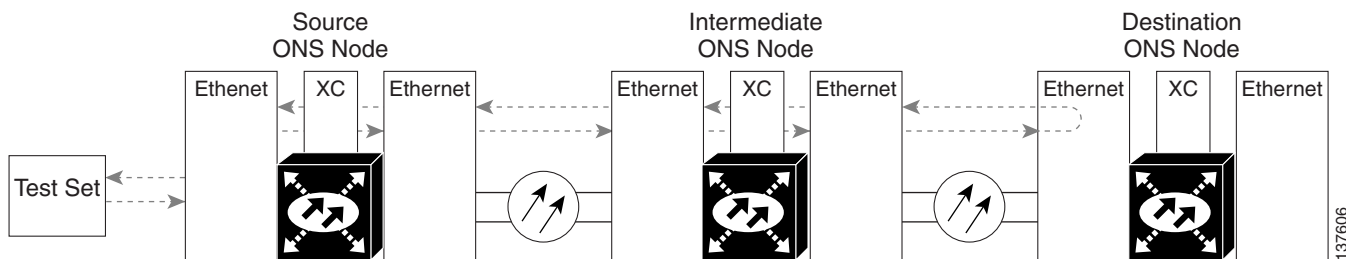 Source
ONS Node
Intermediate
ONS Node
Destination
ONS Node
Ethenet
XC
Ethernet
Ethernet
XC
Ethernet
Ethernet
XC
Ethernet
Test Set
137606